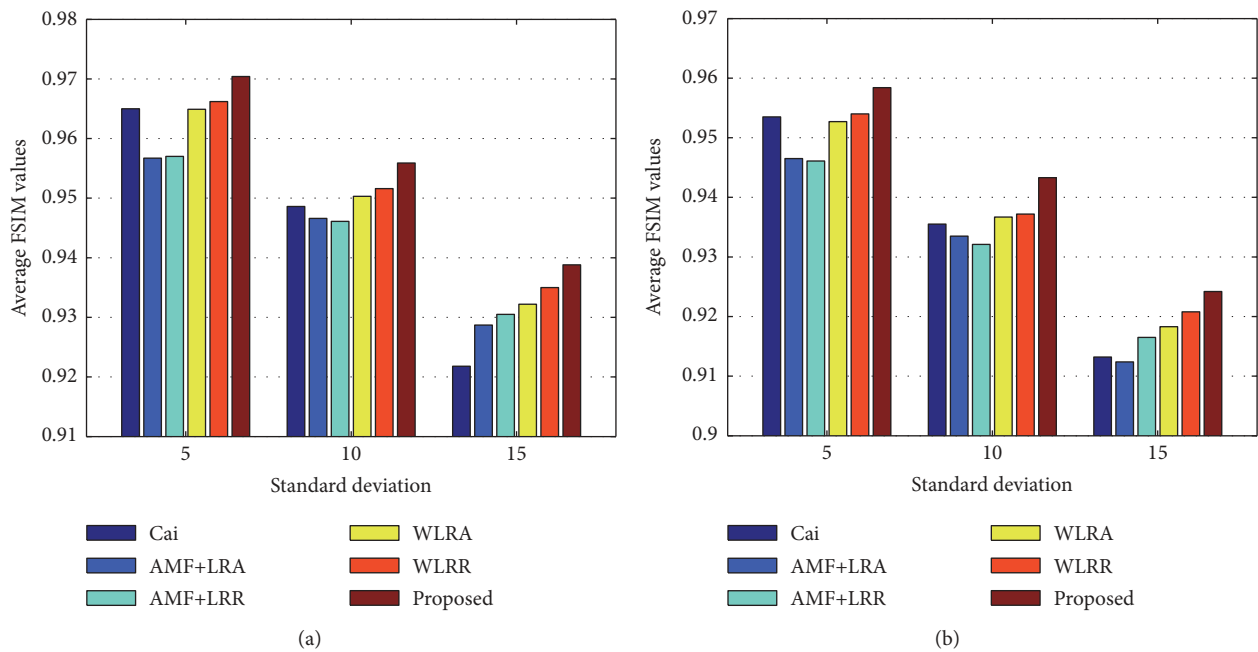 0.98
0.97
0.96
0.95
0.94
0.93
0.92
0.91
Average FSIM values
5 10 15
Standard deviation
Cai
AMF+LRA
AMF+LRR
WLRA
WLRR
Proposed
(a)
0.97
0.96
0.95
0.94
0.93
0.92
0.91
0.9
Average FSIM values
5 10 15
Standard deviation
Cai
AMF+LRA
AMF+LRR
WLRA
WLRR
Proposed
(b)